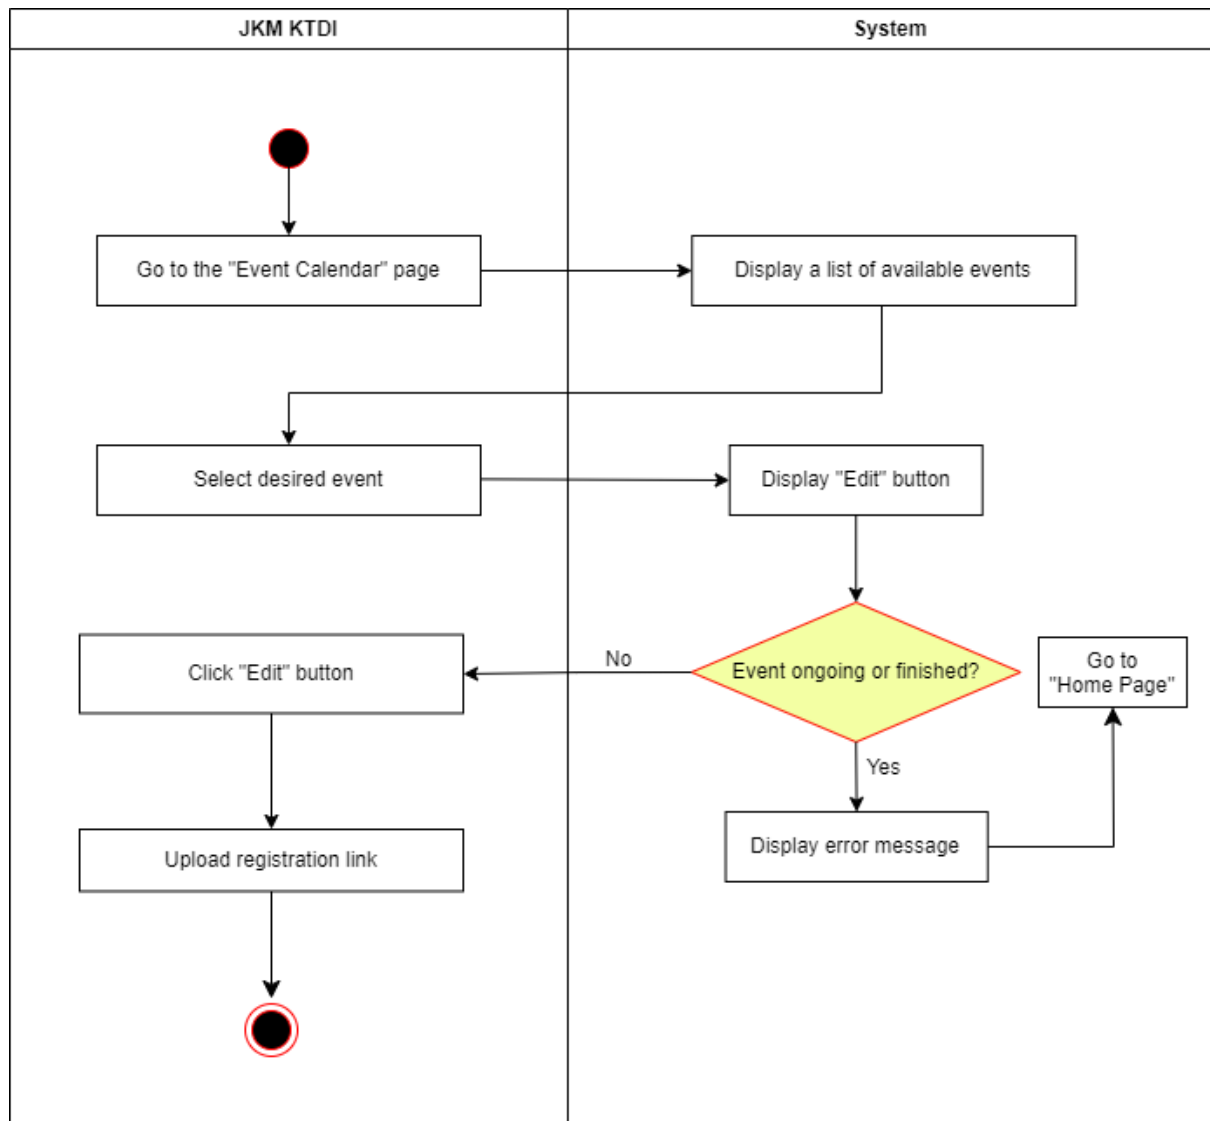 JKM KTDI
System
Go to the "Event Calendar" page
Display a list of available events
Select desired event
Display "Edit" button
Click "Edit" button
No
Event ongoing or finished?
Go to
"Home Page"
Yes
Upload registration link
Display error message